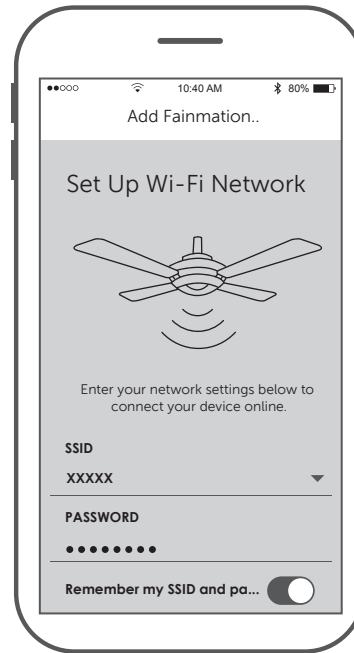 10:40 AM
80%
Add Fainmation..
Set Up Wi-Fi Network
Enter your network settings below to
connect your device online.
SSID
XXXXX
PASSWORD
Remember my SSID and pa...